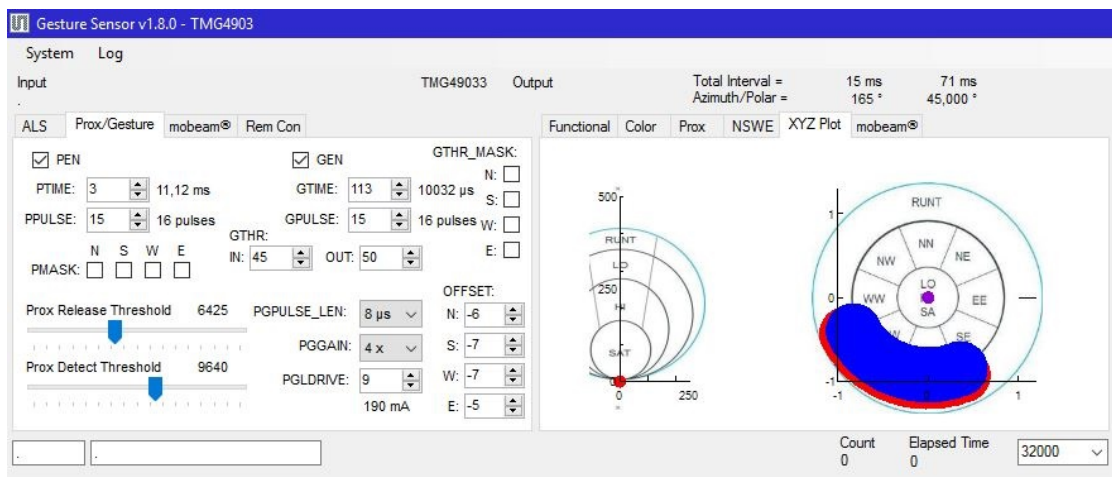 Gesture Sensor v1.8.0 - TMG4903
System Log
Input TMG49033 Output Total Interval = 15 ms 71 ms
. Azimuth/Polar = 165 ° 45,000 °
ALS Prox/Gesture mobeam® Rem Con
PEN GEN GTHR_MASK:
N:
PTIME: 3 11,12 ms GTIME: 113 10032 µs
S:
PPULSE: 15 16 pulses GPULSE: 15 16 pulses
W:
GTHR:
N S W E IN: 45 OUT: 50 E:
PMASK:
OFFSET:
Prox Release Threshold 6425 PGPULSE_LEN: 8 µs N: -6
PGGAIN: 4 x S: -7
Prox Detect Threshold 9640
PGLDRIVE: 9 W: -7
190 mA E: -5
Functional Color Prox NSWE XYZ Plot mobeam®
500
RUNT
LO
250
HI
SAT
0 250
RUNT
1
NN
NW NE
LO
0 WW EE
SA
W SE
-1
-1 1
Count Elapsed Time
. . 0 0 32000